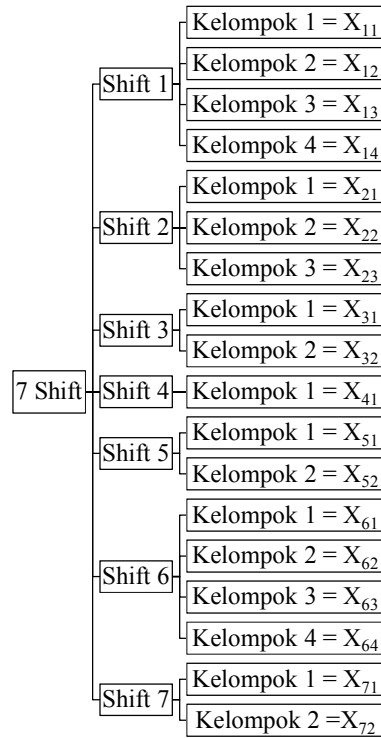 Kelompok 1 = X₁₁
Kelompok 2 = X₁₂
Shift 1
Kelompok 3 = X₁₃
Kelompok 4 = X₁₄
Kelompok 1 = X₂₁
Shift 2
Kelompok 2 = X₂₂
Kelompok 3 = X₂₃
Kelompok 1 = X₃₁
Shift 3
Kelompok 2 = X₃₂
7 Shift
Shift 4
Kelompok 1 = X₄₁
Kelompok 1 = X₅₁
Shift 5
Kelompok 2 = X₅₂
Kelompok 1 = X₆₁
Kelompok 2 = X₆₂
Shift 6
Kelompok 3 = X₆₃
Kelompok 4 = X₆₄
Kelompok 1 = X₇₁
Shift 7
Kelompok 2 =X₇₂